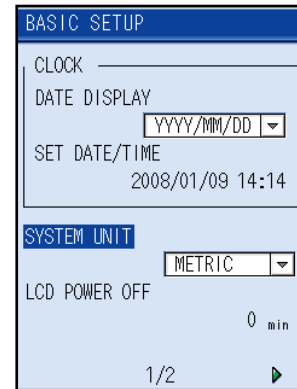 BASIC SETUP
CLOCK
DATE DISPLAY
YYYY/MM/DD
SET DATE/TIME
2008/01/09 14:14
SYSTEM UNIT
METRIC
LCD POWER OFF
0 min
1/2